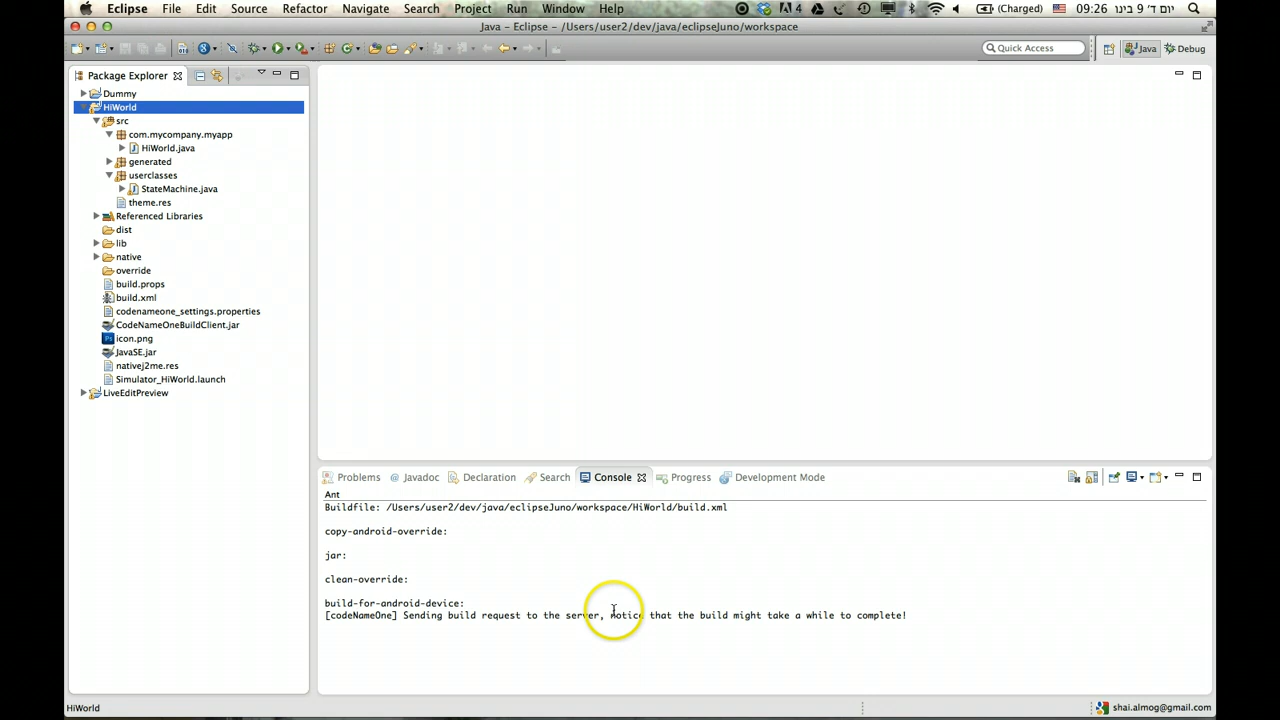 Eclipse File Edit Source Refactor Navigate Search Project Run Window Help 4 (Charged) יום ד' 9 בינו 09:26
Java – Eclipse – /Users/user2/dev/java/eclipseJuno/workspace
Quick Access Java Debug
Package Explorer
Dummy
HiWorld
src
com.mycompany.myapp
HiWorld.java
generated
userclasses
StateMachine.java
theme.res
Referenced Libraries
dist
lib
native
override
build.props
build.xml
codenameone_settings.properties
CodeNameOneBuildClient.jar
icon.png
JavaSE.jar
nativej2me.res
Simulator_HiWorld.launch
LiveEditPreview
Problems @ Javadoc Declaration Search Console Progress Development Mode
Ant
Buildfile: /Users/user2/dev/java/eclipseJuno/workspace/HiWorld/build.xml
copy-android-override:
jar:
clean-override:
build-for-android-device:
[codeNameOne] Sending build request to the server, notice that the build might take a while to complete!
HiWorld
shai.almog@gmail.com